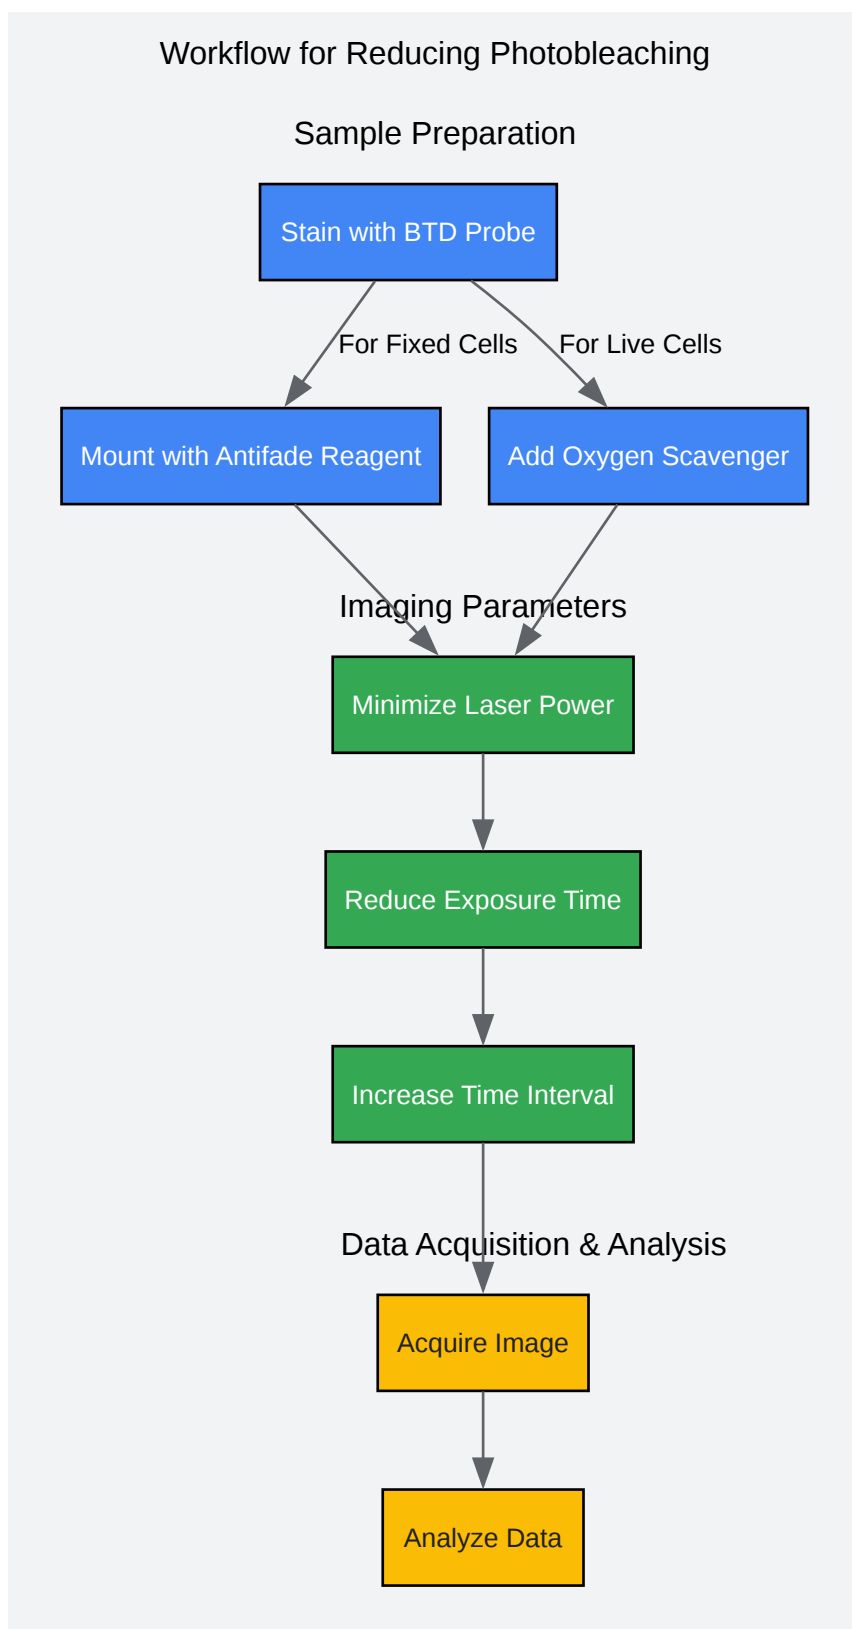 Workflow for Reducing Photobleaching
Sample Preparation
Stain with BTD Probe
For Fixed Cells
For Live Cells
Mount with Antifade Reagent
Add Oxygen Scavenger
Imaging Parameters
Minimize Laser Power
Reduce Exposure Time
Increase Time Interval
Data Acquisition & Analysis
Acquire Image
Analyze Data